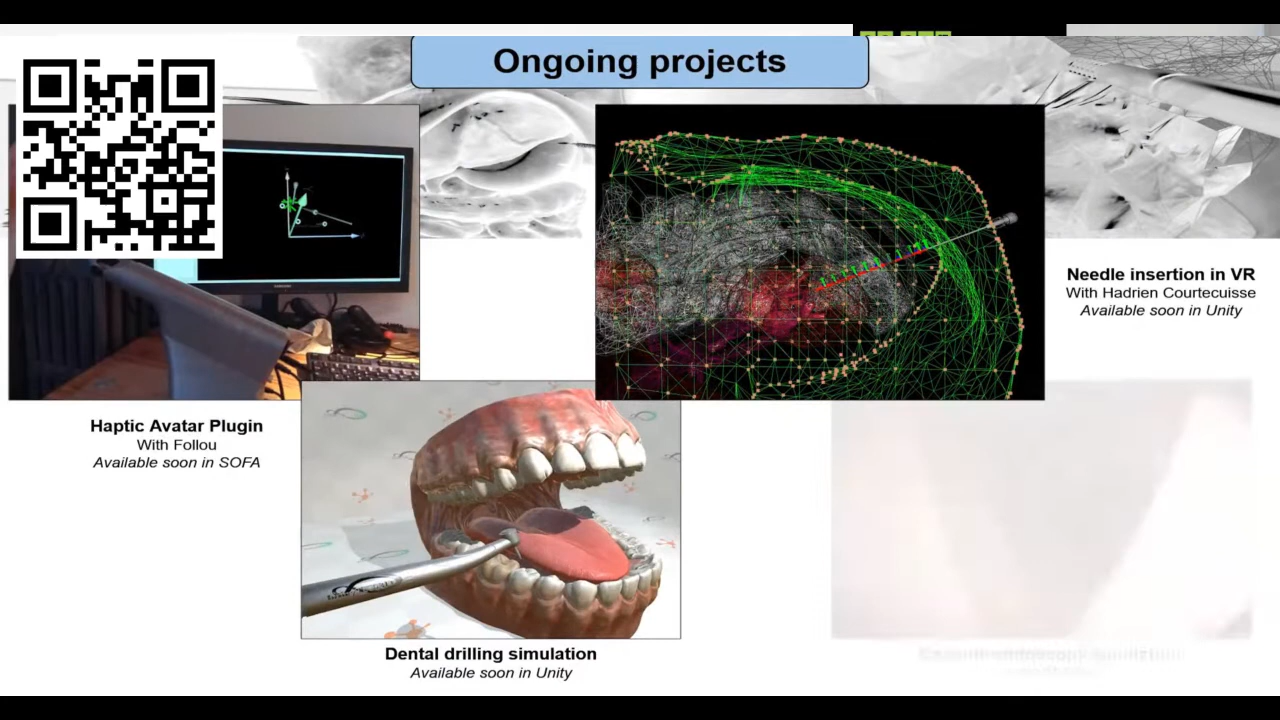 Ongoing projects
Needle insertion in VR
With Hadrien Courtecuisse
Available soon in Unity
Haptic Avatar Plugin
With Follou
Available soon in SOFA
Dental drilling simulation
Available soon in Unity